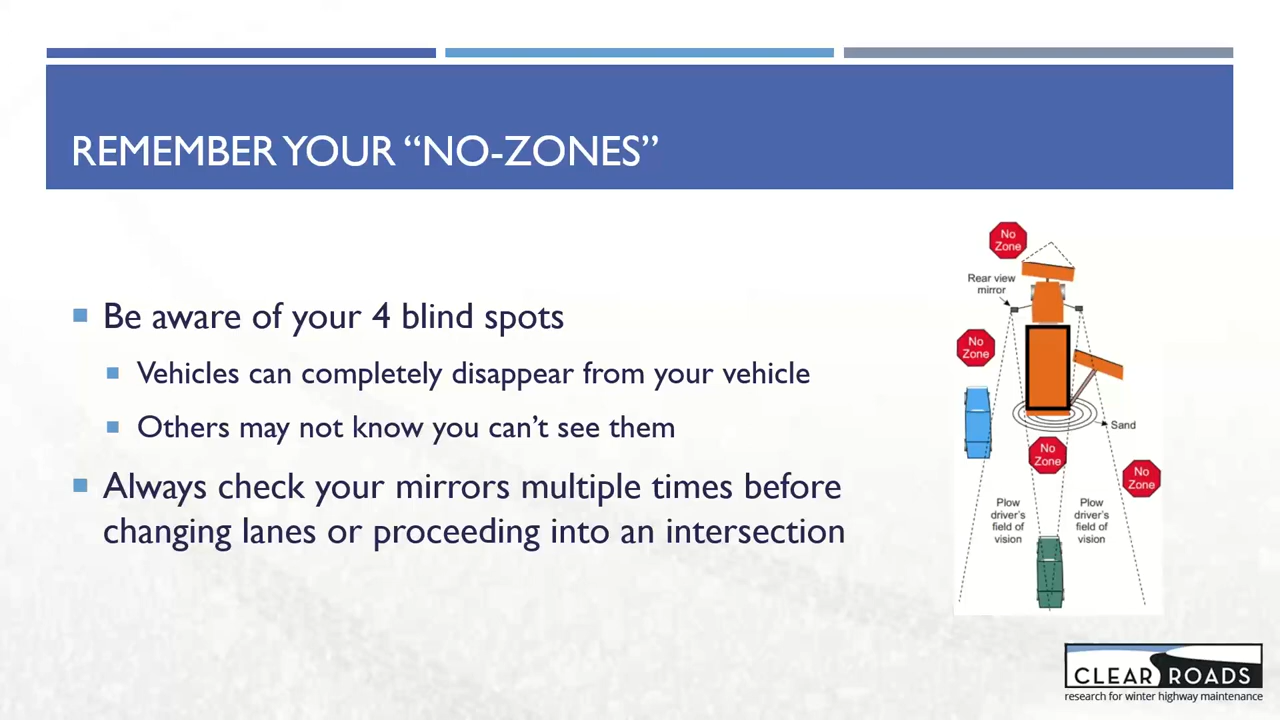 REMEMBER YOUR “NO-ZONES”
Be aware of your 4 blind spots
Vehicles can completely disappear from your vehicle
Others may not know you can’t see them
Always check your mirrors multiple times before
changing lanes or proceeding into an intersection
No
Zone
Rear view
mirror
No
Zone
Sand
No
Zone
No
Zone
Plow
driver’s
field of
vision
Plow
driver’s
field of
vision
CLEAR ROADS
research for winter highway maintenance